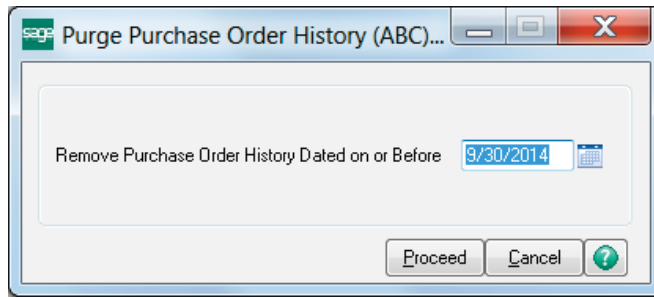 sage Purge Purchase Order History (ABC)...
Remove Purchase Order History Dated on or Before 9/30/2014
Proceed Cancel ?